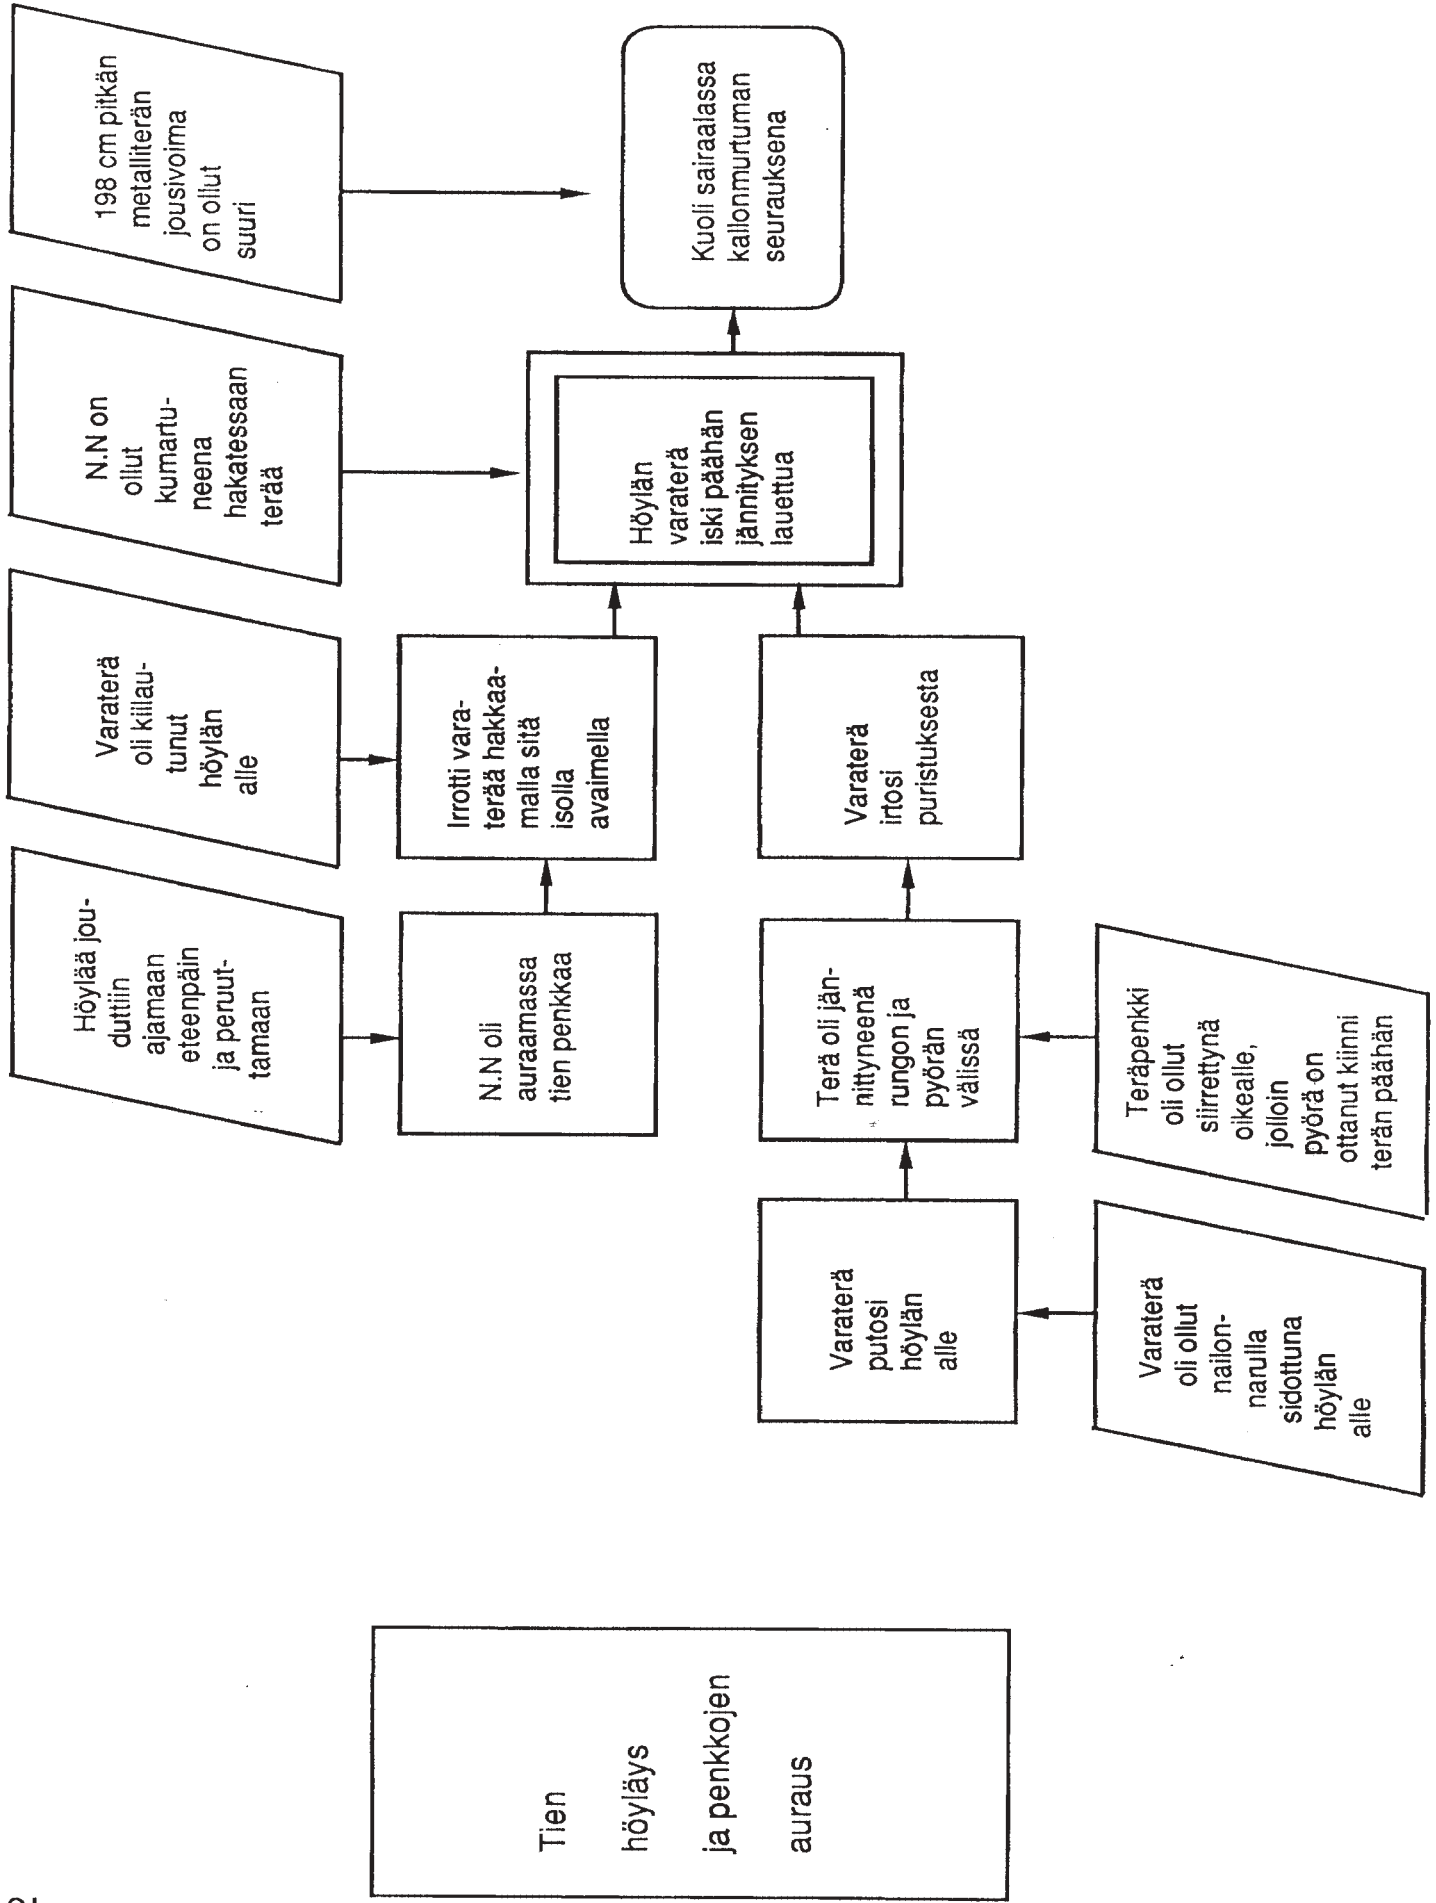 Tien
höyläys
ja penkkojen
auraus
Höylää jou-
duttiin
ajamaan
eteenpäin
ja peruut-
tamaan
Varaterä
oli kiilau-
tunut
höylän
alle
N.N on
ollut
kumartu-
neena
hakatessaan
terää
198 cm pitkän
metalliterän
jousivoima
on ollut
suuri
N.N oli
auraamassa
tien penkkaa
Irrotti vara-
terää hakkaa-
malla sitä
isolla
avaimella
Höylän
varaterä
iski päähän
jännityksen
lauettua
Kuoli sairaalassa
kallonmurtuman
seurauksena
Varaterä
putosi
höylän
alle
Terä oli jän-
nittyneenä
rungon ja
pyörän
välissä
Varaterä
irtosi
puristuksesta
Varaterä
oli ollut
nailon-
narulla
sidottuna
höylän
alle
Teräpenkki
oli ollut
siirrettynä
oikealle,
jolloin
pyörä on
ottanut kiinni
terän päähän